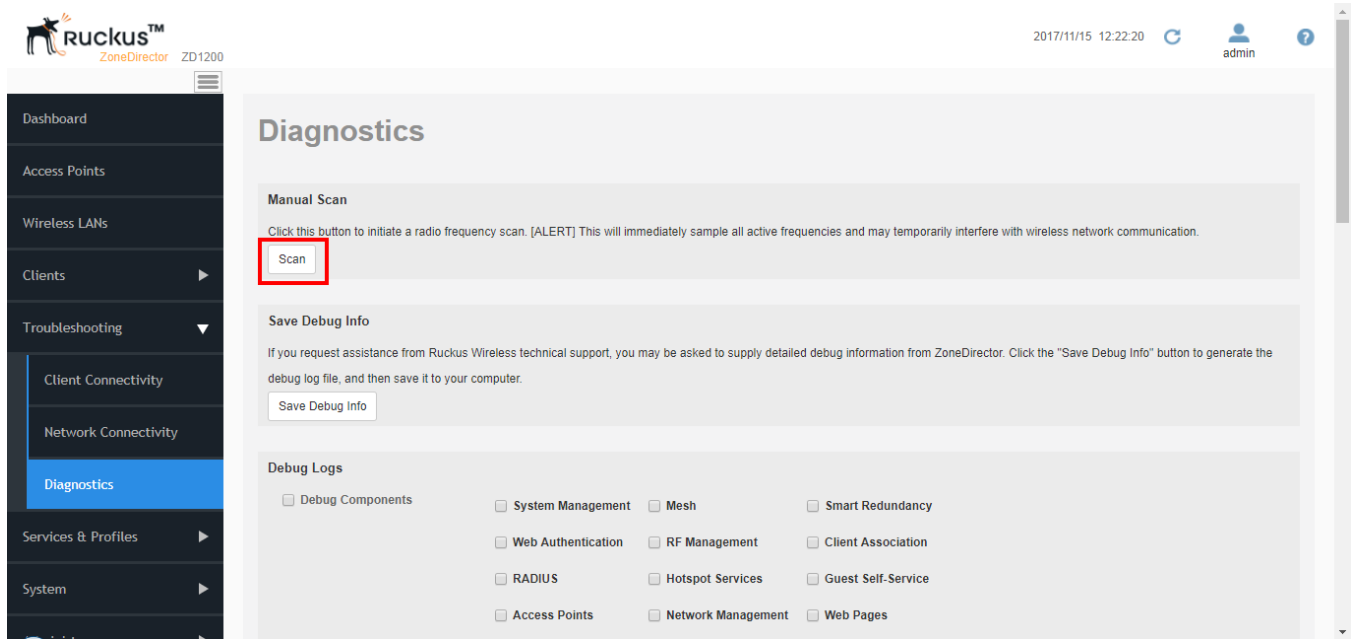 Ruckus™
ZoneDirector ZD1200
2017/11/15 12:22:20
admin
Dashboard
Access Points
Wireless LANs
Clients
Troubleshooting
Client Connectivity
Network Connectivity
Diagnostics
Services & Profiles
System
Diagnostics
Manual Scan
Click this button to initiate a radio frequency scan. [ALERT] This will immediately sample all active frequencies and may temporarily interfere with wireless network communication.
Scan
Save Debug Info
If you request assistance from Ruckus Wireless technical support, you may be asked to supply detailed debug information from ZoneDirector. Click the "Save Debug Info" button to generate the
debug log file, and then save it to your computer.
Save Debug Info
Debug Logs
Debug Components
System Management Mesh Smart Redundancy
Web Authentication RF Management Client Association
RADIUS Hotspot Services Guest Self-Service
Access Points Network Management Web Pages